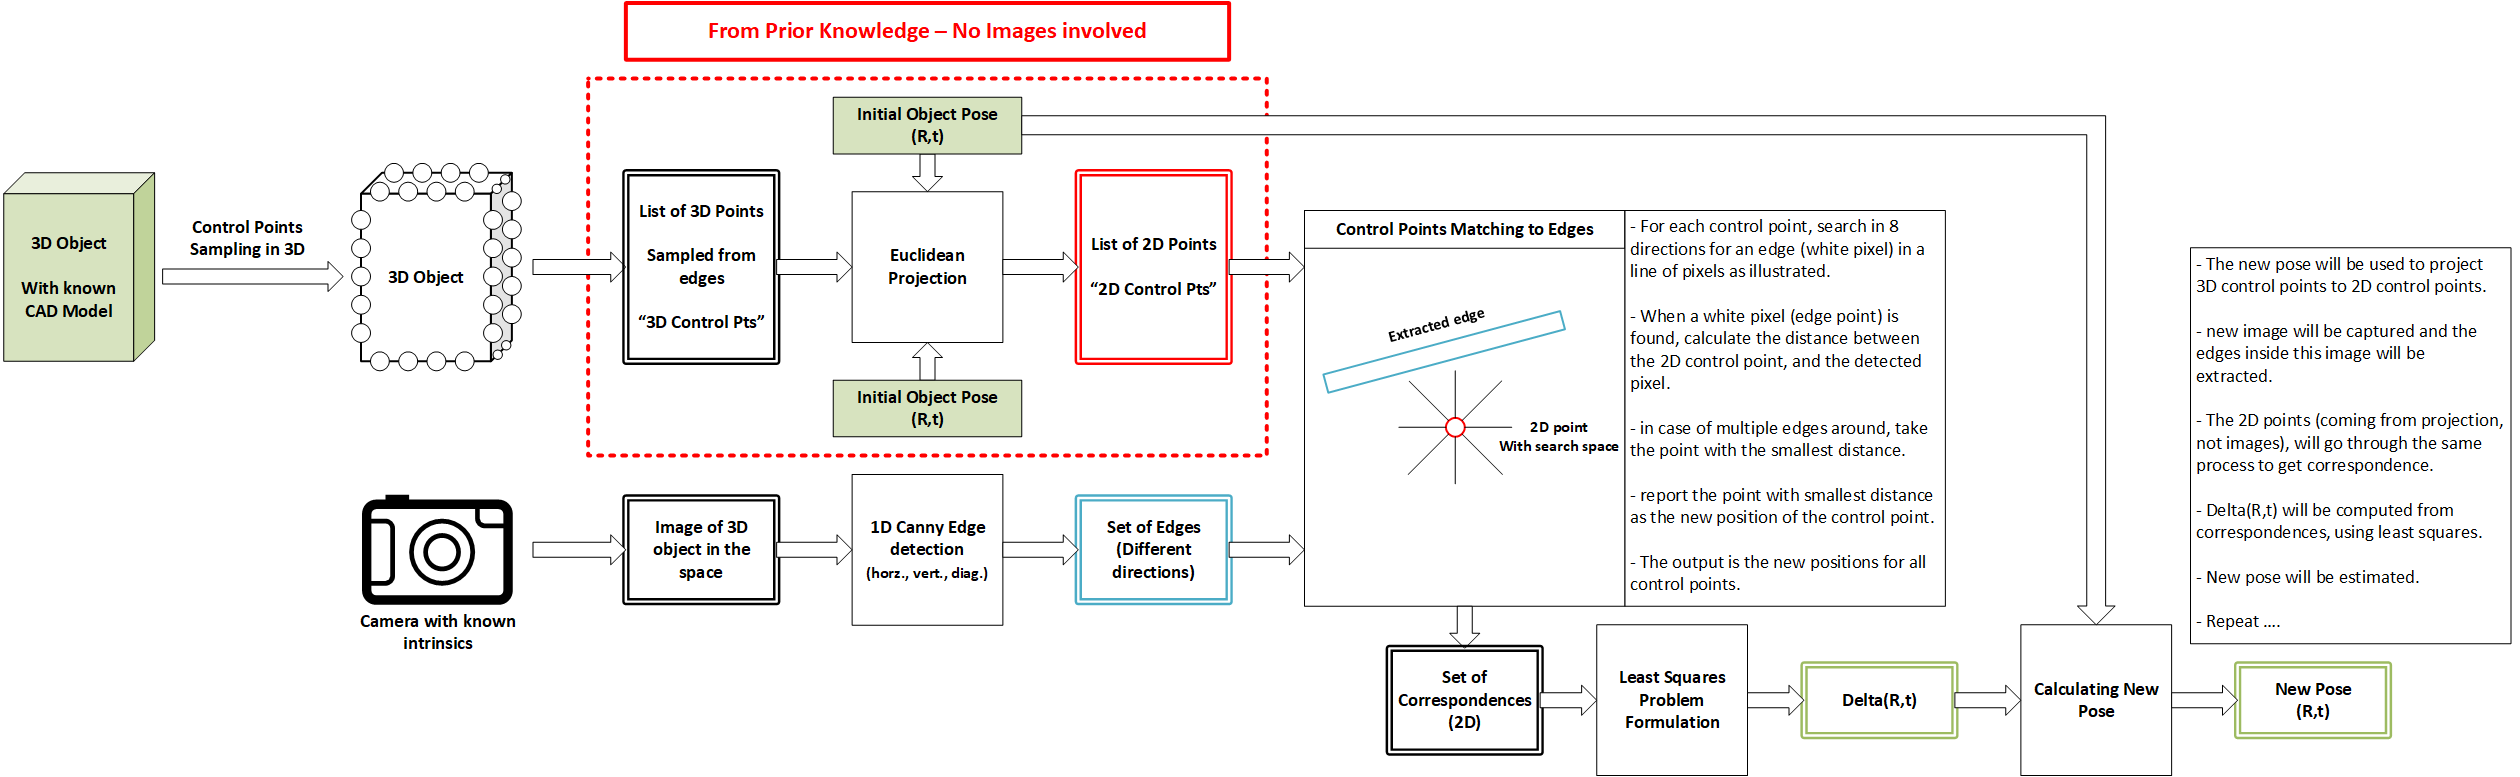 From Prior Knowledge – No Images involved
Initial Object Pose
(R,t)
3D Object
With known
CAD Model
Control Points
Sampling in 3D
3D Object
List of 3D Points
Sampled from
edges
“3D Control Pts”
Euclidean
Projection
List of 2D Points
“2D Control Pts”
Initial Object Pose
(R,t)
Camera with known
intrinsics
Image of 3D
object in the
space
1D Canny Edge
detection
(horz., vert., diag.)
Set of Edges
(Different
directions)
Control Points Matching to Edges
Extracted edge
2D point
With search space
- For each control point, search in 8
directions for an edge (white pixel) in a
line of pixels as illustrated.
- When a white pixel (edge point) is
found, calculate the distance between
the 2D control point, and the detected
pixel.
- in case of multiple edges around, take
the point with the smallest distance.
- report the point with smallest distance
as the new position of the control point.
- The output is the new positions for all
control points.
Set of
Correspondences
(2D)
Least Squares
Problem
Formulation
Delta(R,t)
Calculating New
Pose
New Pose
(R,t)
- The new pose will be used to project
3D control points to 2D control points.
- new image will be captured and the
edges inside this image will be
extracted.
- The 2D points (coming from projection,
not images), will go through the same
process to get correspondence.
- Delta(R,t) will be computed from
correspondences, using least squares.
- New pose will be estimated.
- Repeat ....